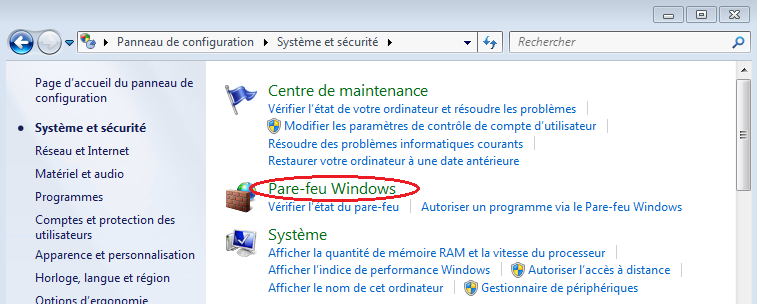 Panneau de configuration Système et sécurité
Rechercher
Page d'accueil du panneau de
configuration
Système et sécurité
Réseau et Internet
Matériel et audio
Programmes
Comptes et protection des
utilisateurs
Apparence et personnalisation
Horloge, langue et région
Options d'ergonomie
Centre de maintenance
Vérifier l'état de votre ordinateur et résoudre les problèmes
Modifier les paramètres de contrôle de compte d'utilisateur
Résoudre des problèmes informatiques courants
Restaurer votre ordinateur à une date antérieure
Pare-feu Windows
Vérifier l'état du pare-feu Autoriser un programme via le Pare-feu Windows
Système
Afficher la quantité de mémoire RAM et la vitesse du processeur
Afficher l'indice de performance Windows Autoriser l'accès à distance
Afficher le nom de cet ordinateur Gestionnaire de périphériques